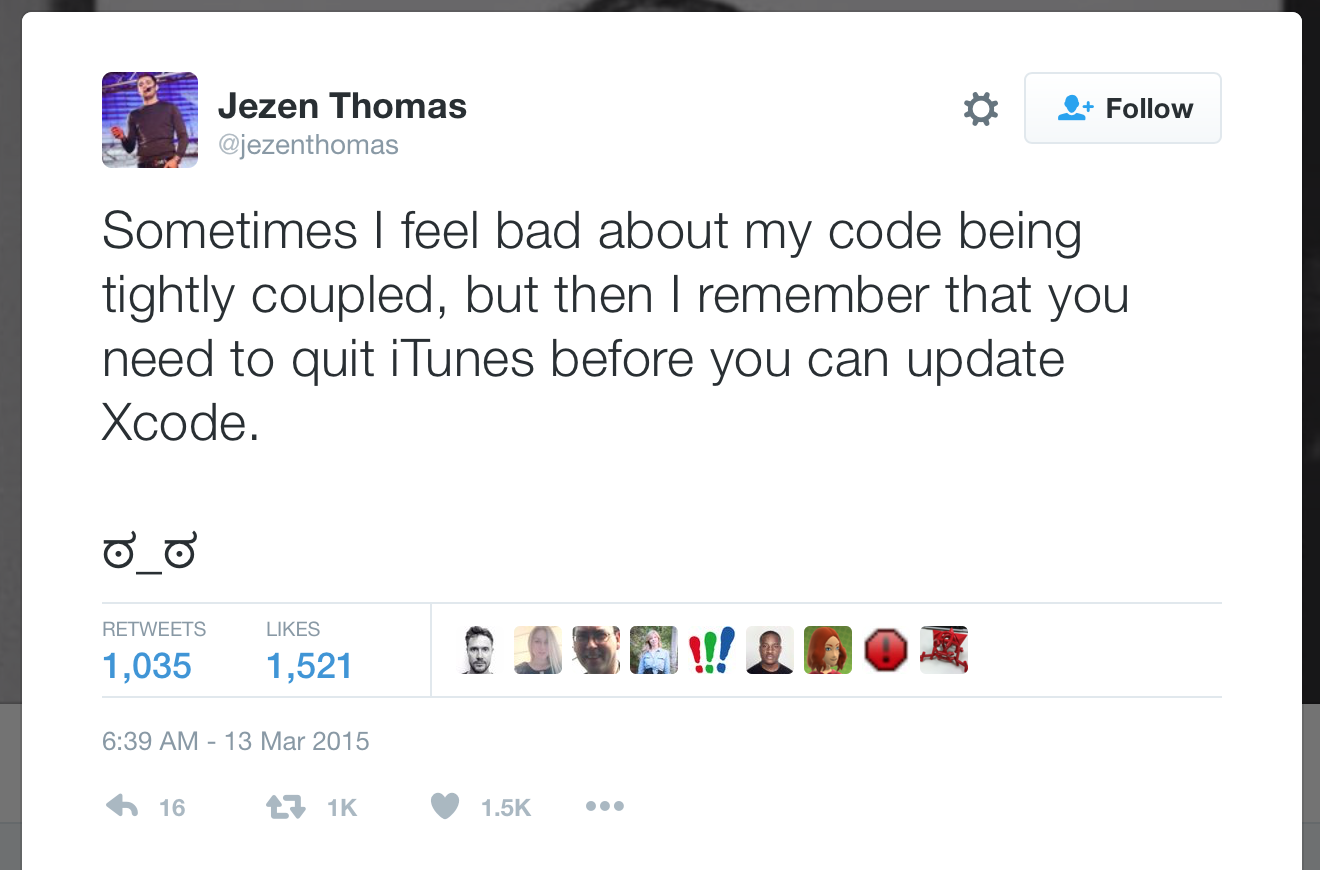 Jezen Thomas
@jezenthomas
Follow
Sometimes I feel bad about my code being
tightly coupled, but then I remember that you
need to quit iTunes before you can update
Xcode.
ಠ_ಠ
RETWEETS LIKES
1,035 1,521
6:39 AM - 13 Mar 2015
16 1K 1.5K